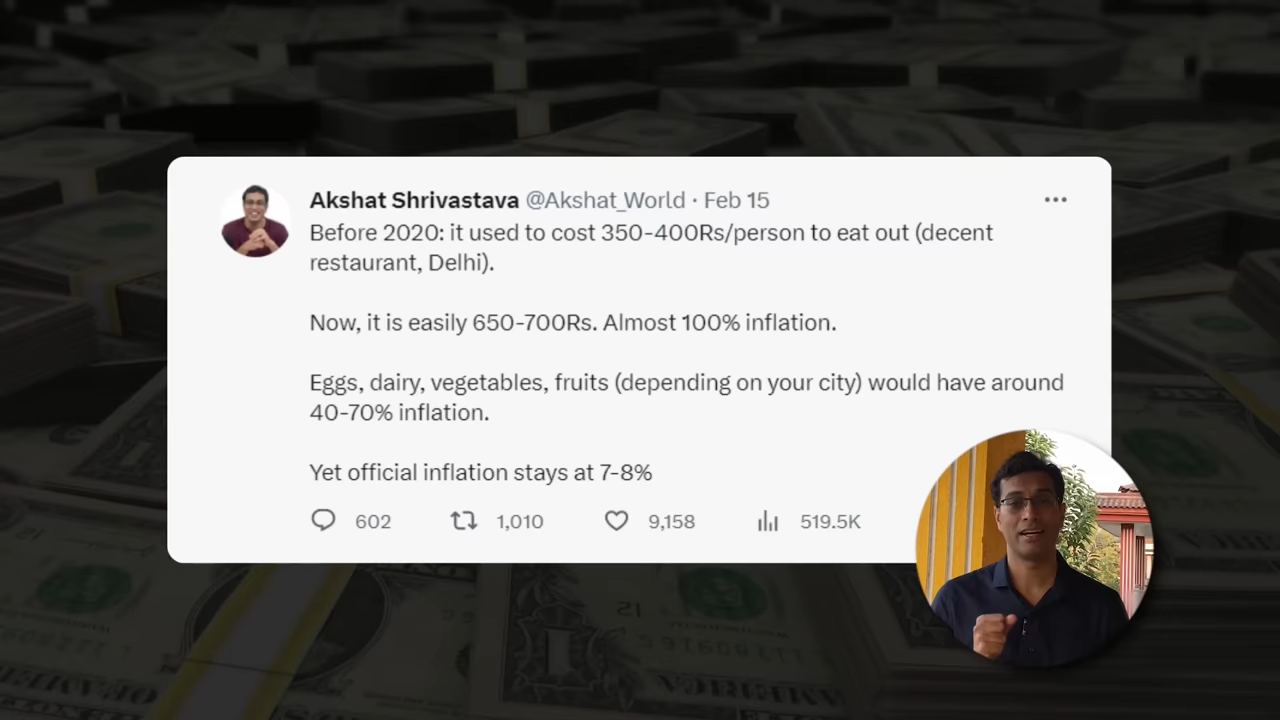 Akshat Shrivastava @Akshat_World · Feb 15
Before 2020: it used to cost 350-400Rs/person to eat out (decent
restaurant, Delhi).
Now, it is easily 650-700Rs. Almost 100% inflation.
Eggs, dairy, vegetables, fruits (depending on your city) would have around
40-70% inflation.
Yet official inflation stays at 7-8%
602 1,010 9,158 519.5K